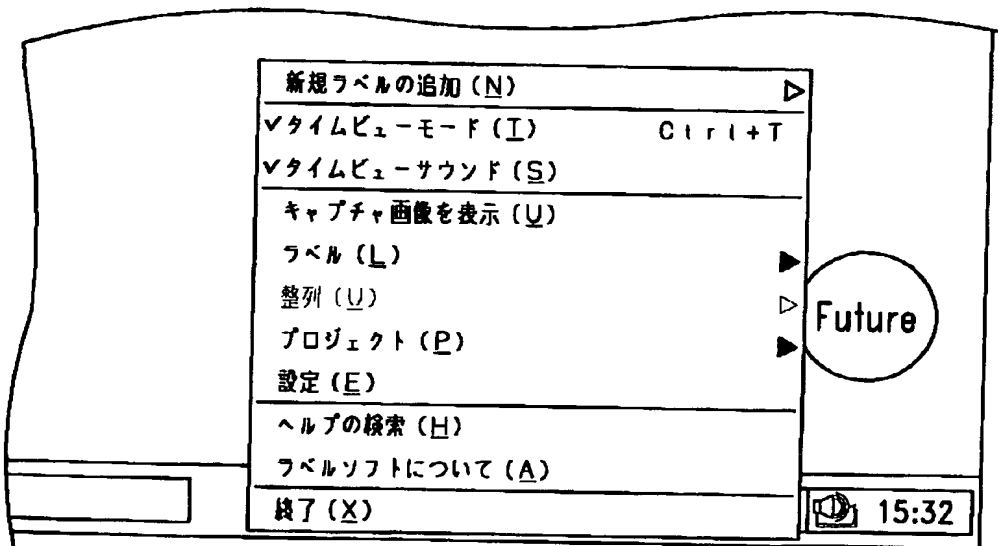 新規ラベルの追加(N)
✓タイムビューモード(T) Ctrl+T
✓タイムビューサウンド(S)
キャプチャ画像を表示(U)
ラベル(L)
整列(U)
プロジェクト(P)
設定(E)
ヘルプの検索(H)
ラベルソフトについて(A)
終了(X)
Future
15:32